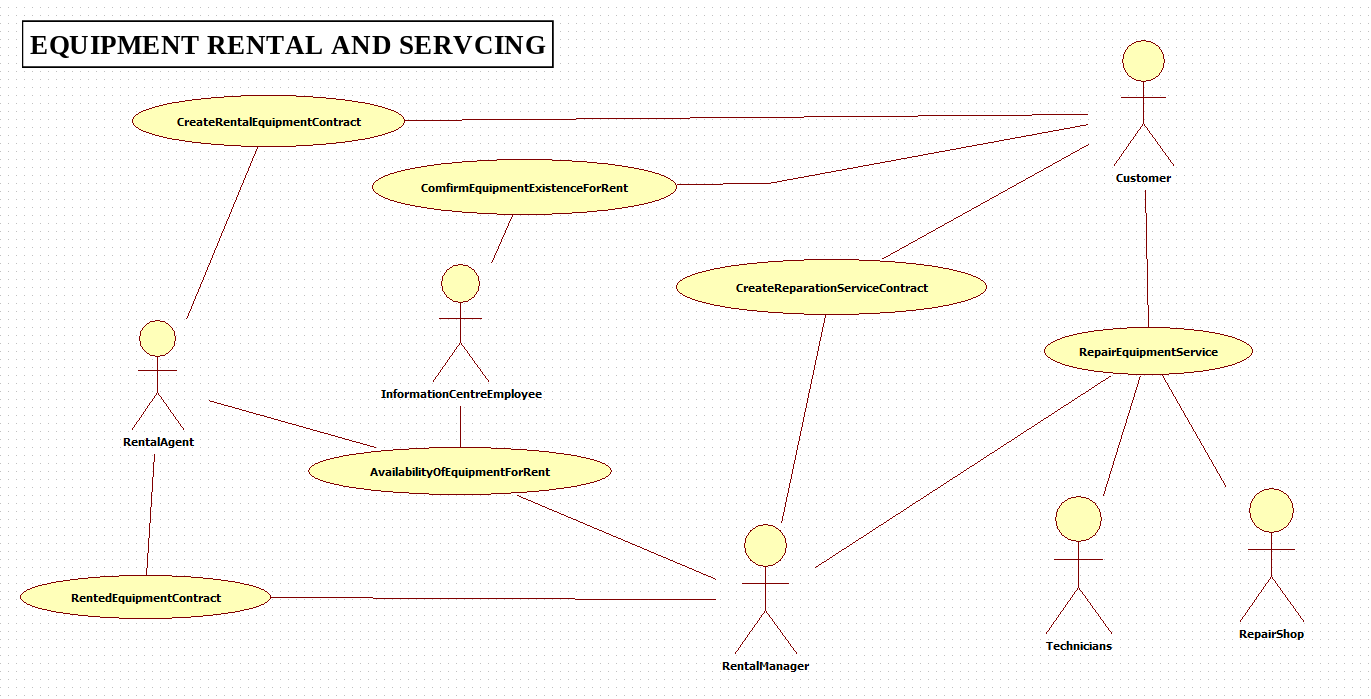 EQUIPMENT RENTAL AND SERVCING
CreateRentalEquipmentContract
Customer
ComfirmEquipmentExistenceForRent
CreateReparationServiceContract
RepairEquipmentService
InformationCentreEmployee
RentalAgent
AvailabilityOfEquipmentForRent
RentedEquipmentContract
RepairShop
Technicians
RentalManager